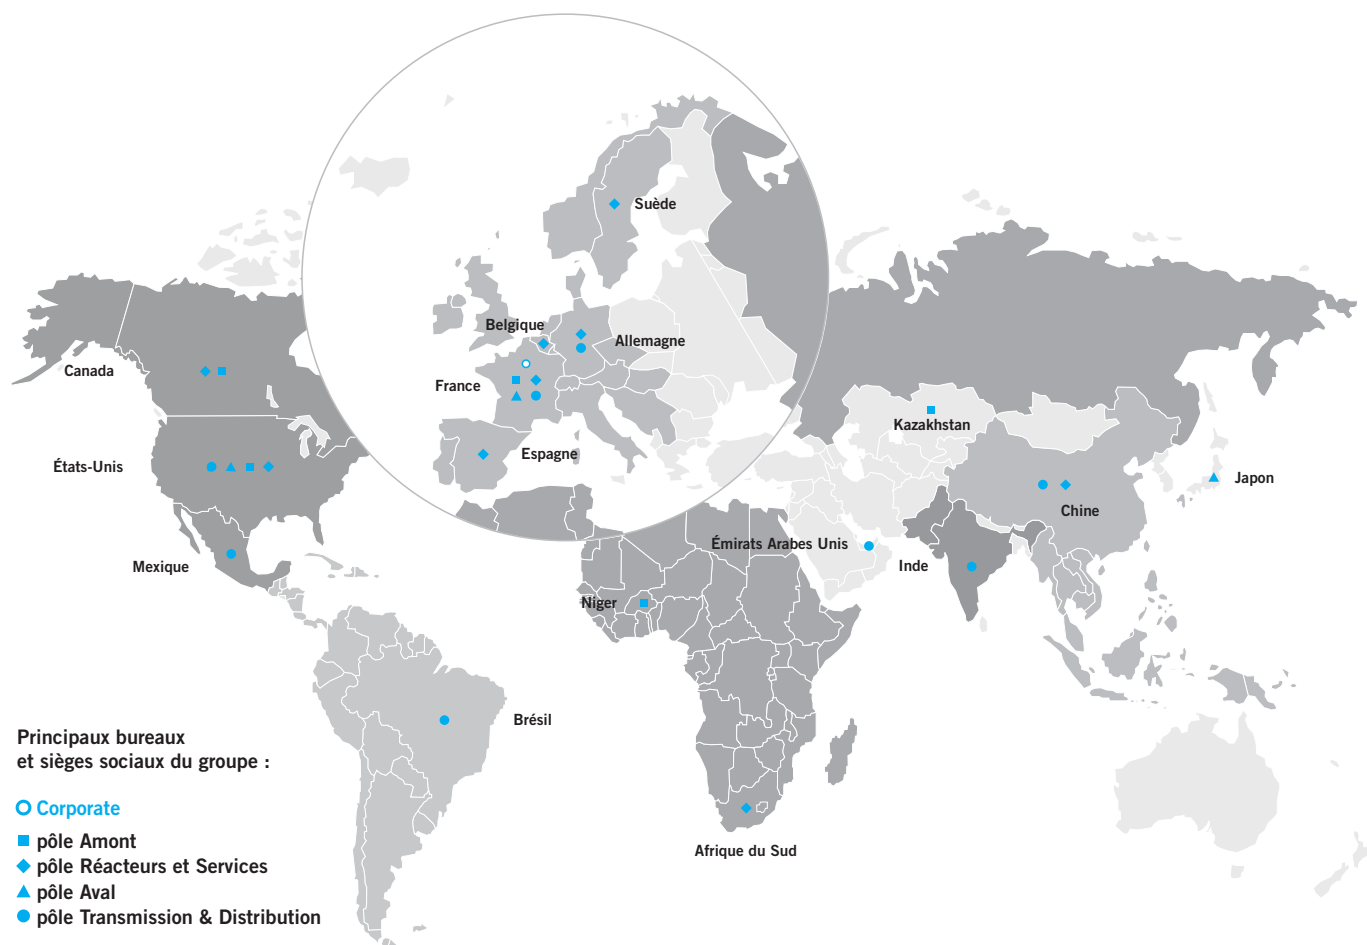 Suède
Belgique
Allemagne
Canada
France
Kazakhstan
Espagne
États-Unis
Japon
Chine
Émirats Arabes Unis
Mexique
Inde
Niger
Brésil
Principaux bureaux
et sièges sociaux du groupe :
Corporate
pôle Amont
Afrique du Sud
pôle Réacteurs et Services
pôle Aval
pôle Transmission & Distribution